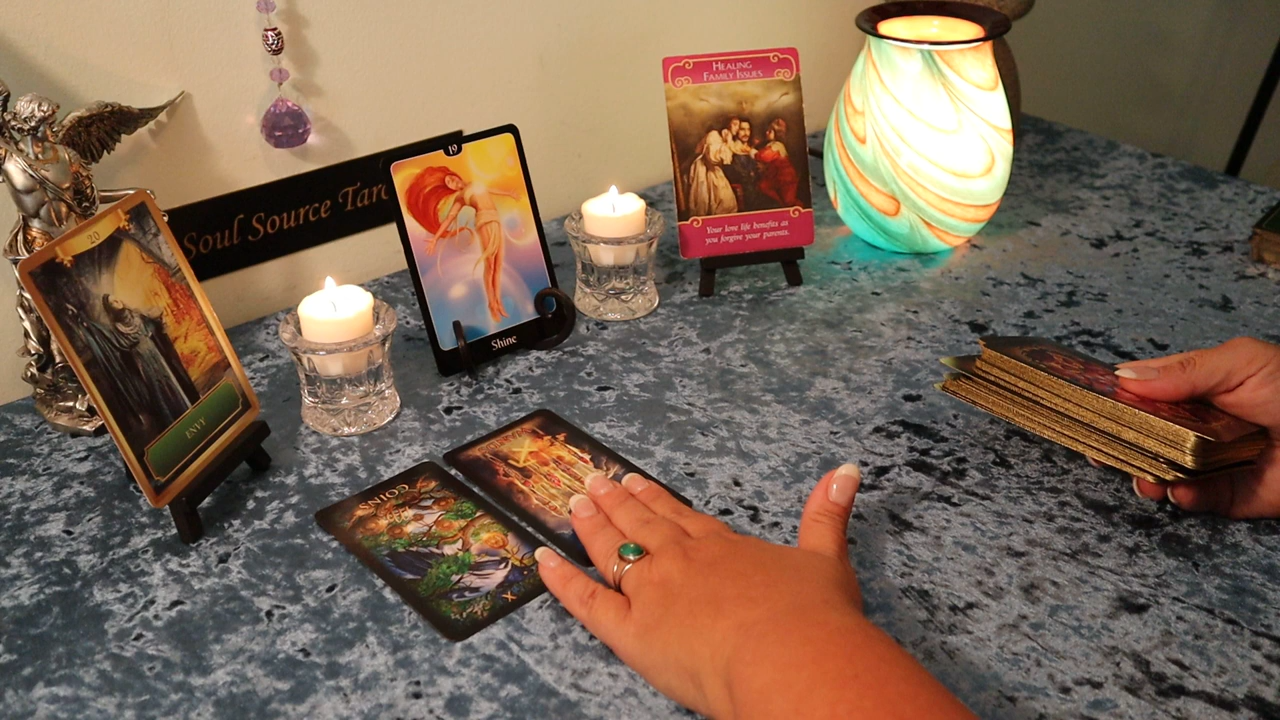 20
ENVY
Soul Source Taro
19
Shine
HEALING
FAMILY ISSUES
Your love life benefits as
you forgive your parents.
COINS
X
X